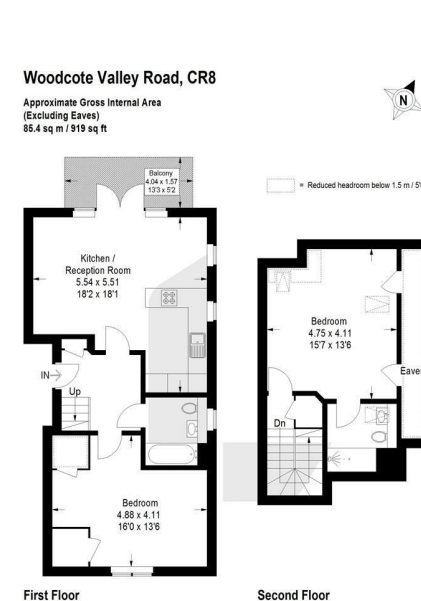 Woodcote Valley Road, CR8
Approximate Gross Internal Area
(Excluding Eaves)
85.4 sq m / 919 sq ft
N
Balcony
4.04 x 1.57
13'3 x 5'2
= Reduced headroom below 1.5 m / 5'
Kitchen /
Reception Room
5.54 x 5.51
18'2 x 18'1
IN
Up
Bedroom
4.88 x 4.11
16'0 x 13'6
First Floor
Bedroom
4.75 x 4.11
15'7 x 13'6
Eaves
Dn
Second Floor